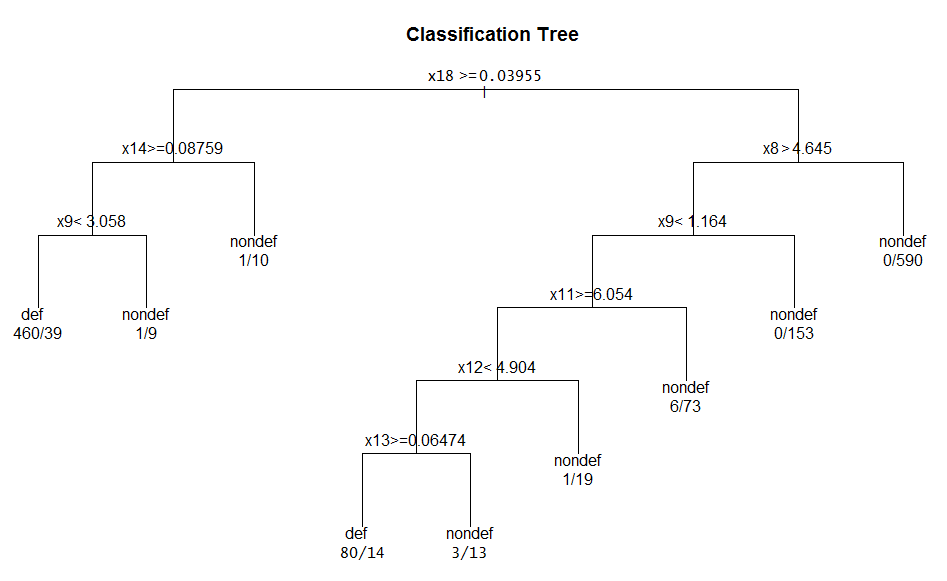 Classification Tree
x18 >=0.03955
x14>=0.08759
x8>4.645
x9< 3.058
x9< 1.164
nondef
1/10
nondef
0/590
x11>=6.054
def
460/39
nondef
1/9
nondef
0/153
x12< 4.904
nondef
6/73
x13>=0.06474
nondef
1/19
def
80/14
nondef
3/13